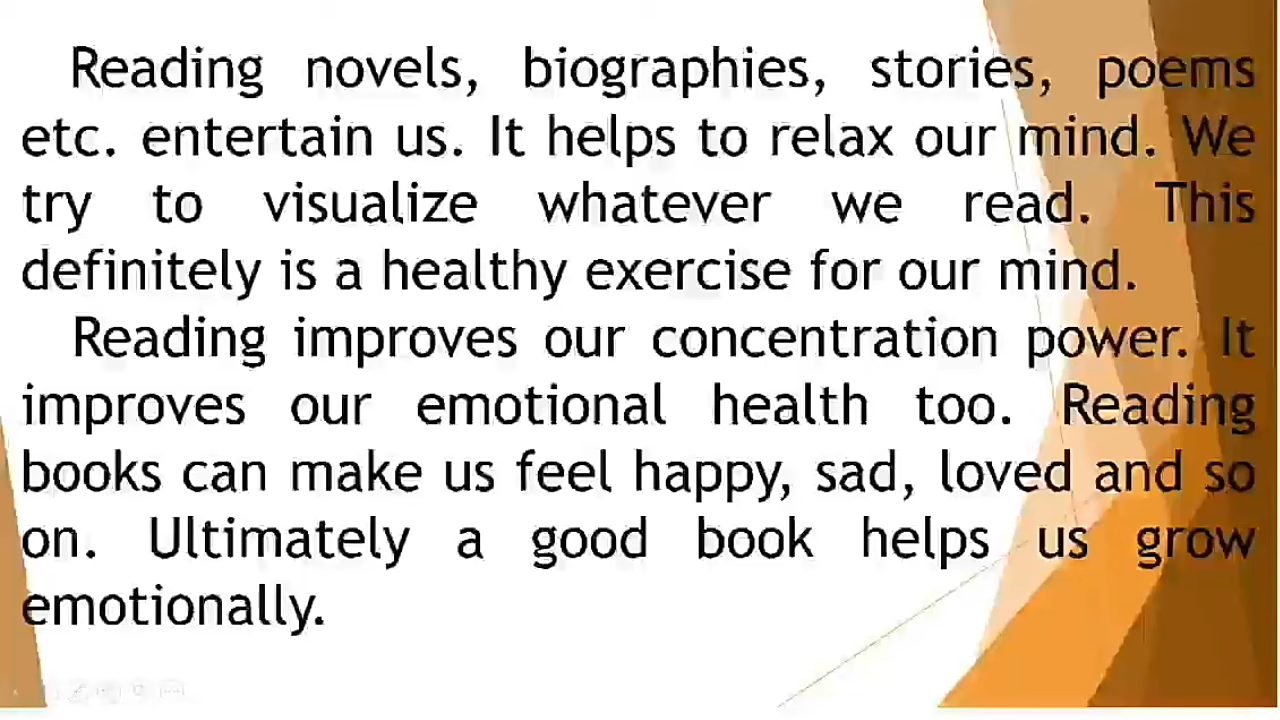 Reading novels, biographies, stories, poems
etc. entertain us. It helps to relax our mind. We
try to visualize whatever we read. This
definitely is a healthy exercise for our mind.
Reading improves our concentration power. It
improves our emotional health too. Reading
books can make us feel happy, sad, loved and so
on. Ultimately a good book helps us grow
emotionally.